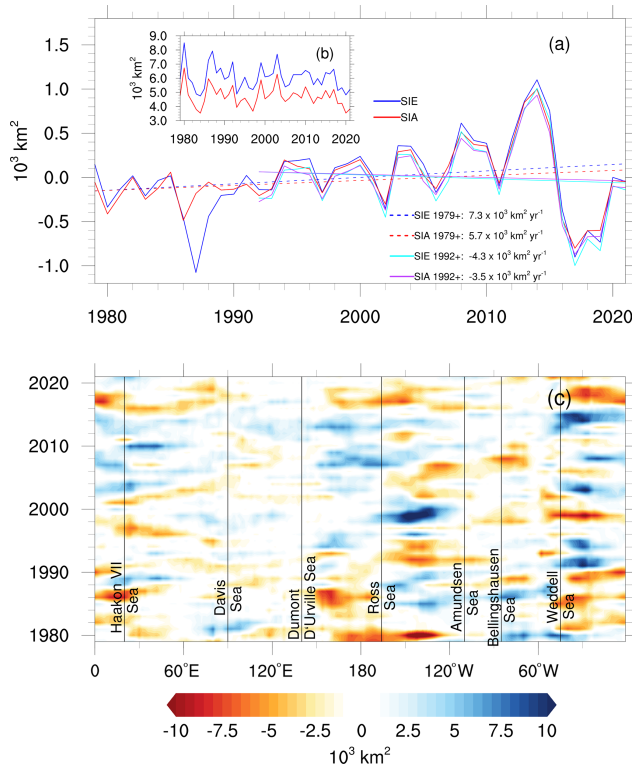 (a)
(b)
9.0
8.0
7.0
6.0
5.0
4.0
3.0
10³ km²
1980 1990 2000 2010 2020
SIE
SIA
1.5
1.0
0.5
0.0
-0.5
-1.0
10³ km²
SIE 1979+: 7.3 x 10³ km² yr⁻¹
SIA 1979+: 5.7 x 10³ km² yr⁻¹
SIE 1992+: -4.3 x 10³ km² yr⁻¹
SIA 1992+: -3.5 x 10³ km² yr⁻¹
1980 1990 2000 2010 2020
(c)
2020
2010
2000
1990
1980
Haakon VII
Sea
Davis
Sea
Dumont
D'Urville Sea
Ross
Sea
Amundsen
Sea
Bellingshausen
Sea
Weddell
Sea
0 60°E 120°E 180 120°W 60°W
-10 -7.5 -5 -2.5 0 2.5 5 7.5 10
10³ km²